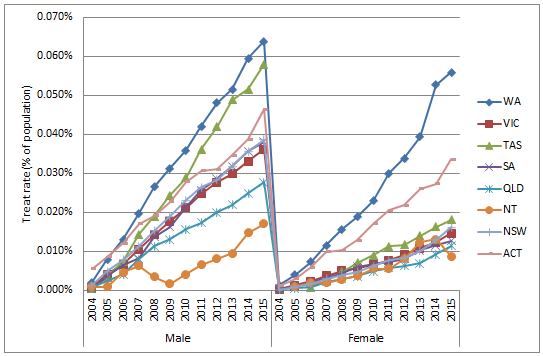 0.070%
0.060%
0.050%
0.040%
0.030%
0.020%
0.010%
0.000%
Treat rate,(% of population)
2004 2005 2006 2007 2008 2009 2010 2011 2012 2013 2014 2015 2004 2005 2006 2007 2008 2009 2010 2011 2012 2013 2014 2015
Male Female
WA
VIC
TAS
SA
QLD
NT
NSW
ACT